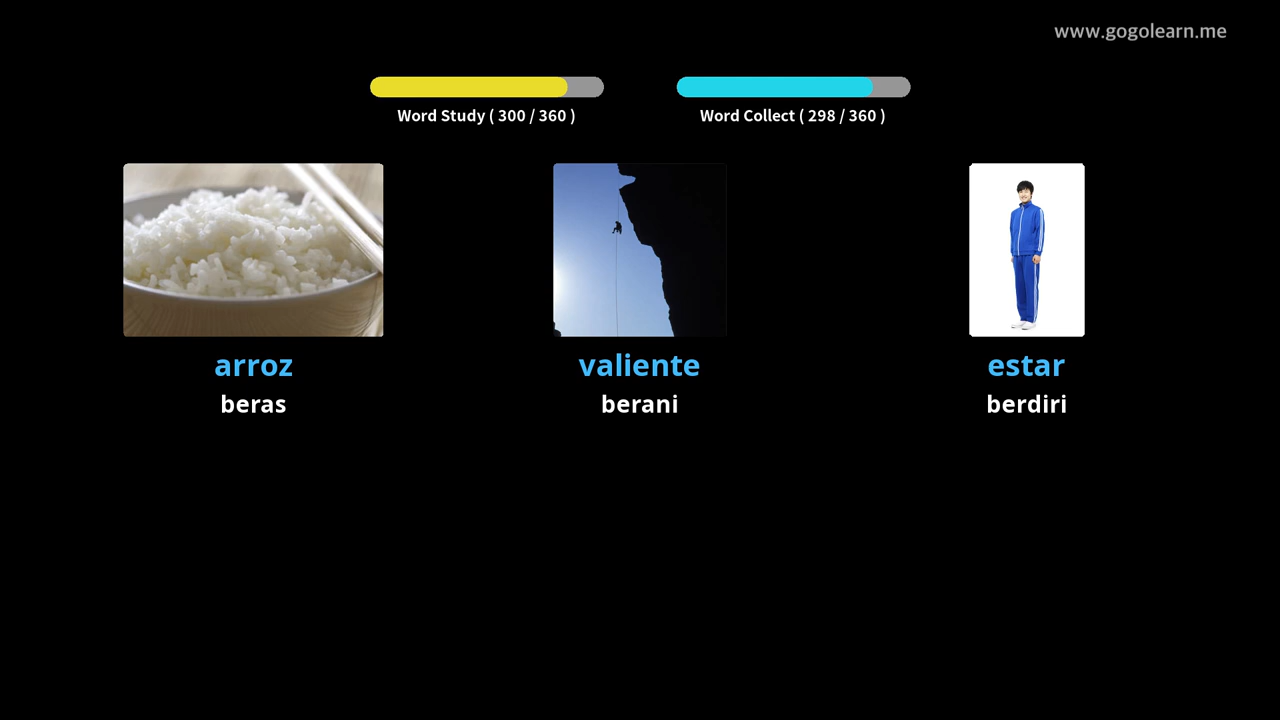 www.gogolearn.me
Word Study ( 300 / 360 )
Word Collect ( 298 / 360 )
arroz
valiente
estar
beras
berani
berdiri